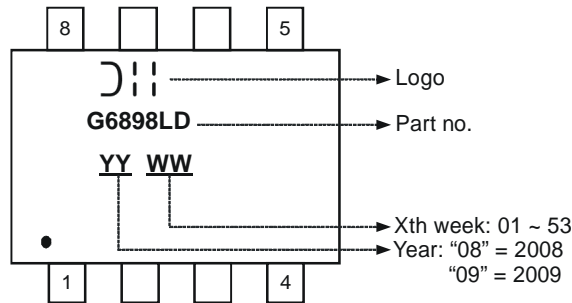 8 5
Logo
G6898LD Part no.
YY WW
Xth week: 01 ~ 53
Year: “08” = 2008
“09” = 2009
1 4